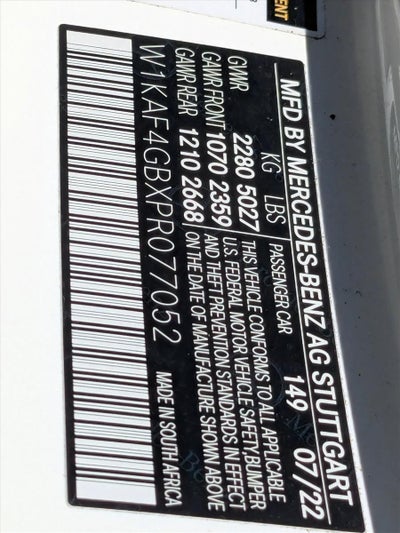 MFD BY MERCEDES-BENZ AG STUTTGART
KG LBS PASSENGER CAR 149 07/22
GVWR 2280 5027 THIS VEHICLE CONFORMS TO ALL APPLICABLE
GAWR FRONT 1070 2359 U.S. FEDERAL MOTOR VEHICLE SAFETY, BUMPER
GAWR REAR 1210 2668 AND THEFT PREVENTION STANDARDS IN EFFECT
ON THE DATE OF MANUFACTURE SHOWN ABOVE
W1KAF4GBXPR077052 MADE IN SOUTH AFRICA